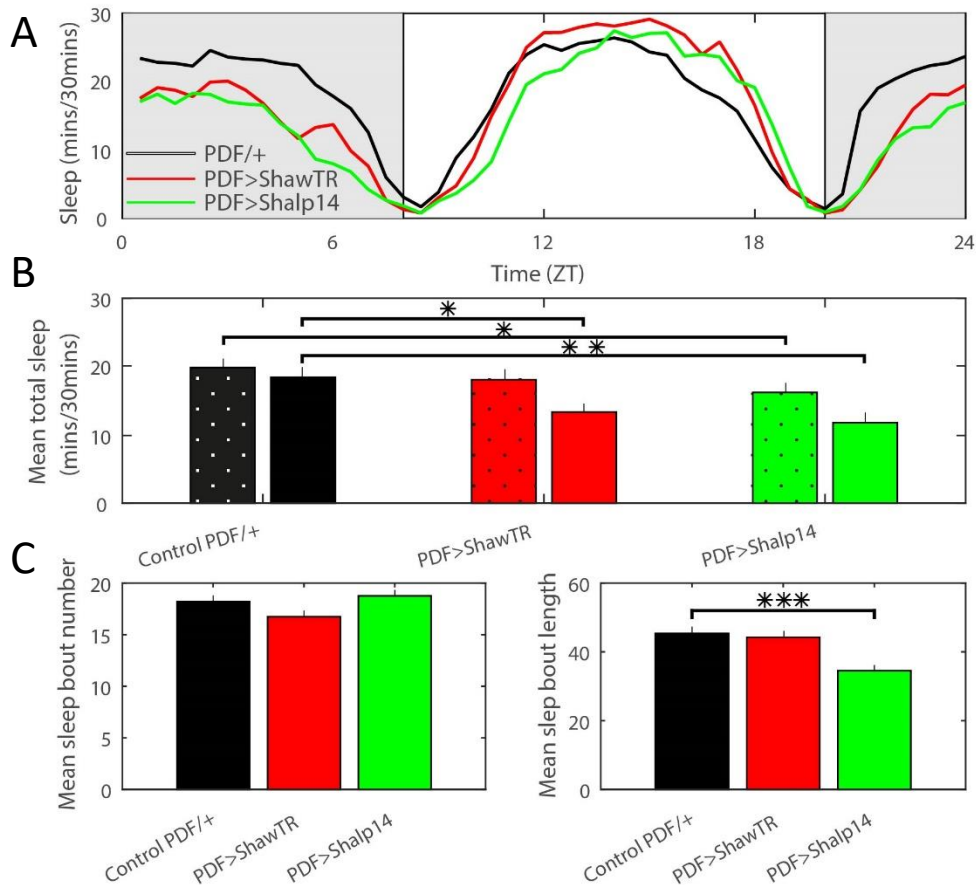 A
Sleep (mins/30mins)
30
20
10
0
PDF/+
PDF>ShawTR
PDF>Shalp14
0
6
12
18
24
Time (ZT)
B
Mean total sleep
(mins/30mins)
30
20
10
0
*
*
* *
Control PDF/+
PDF>ShawTR
PDF>Shalp14
C
Mean sleep bout number
20
15
10
5
0
Control PDF/+
PDF>ShawTR
PDF>Shalp14
Mean slep bout length
60
40
20
0
***
Control PDF/+
PDF>ShawTR
PDF>Shalp14